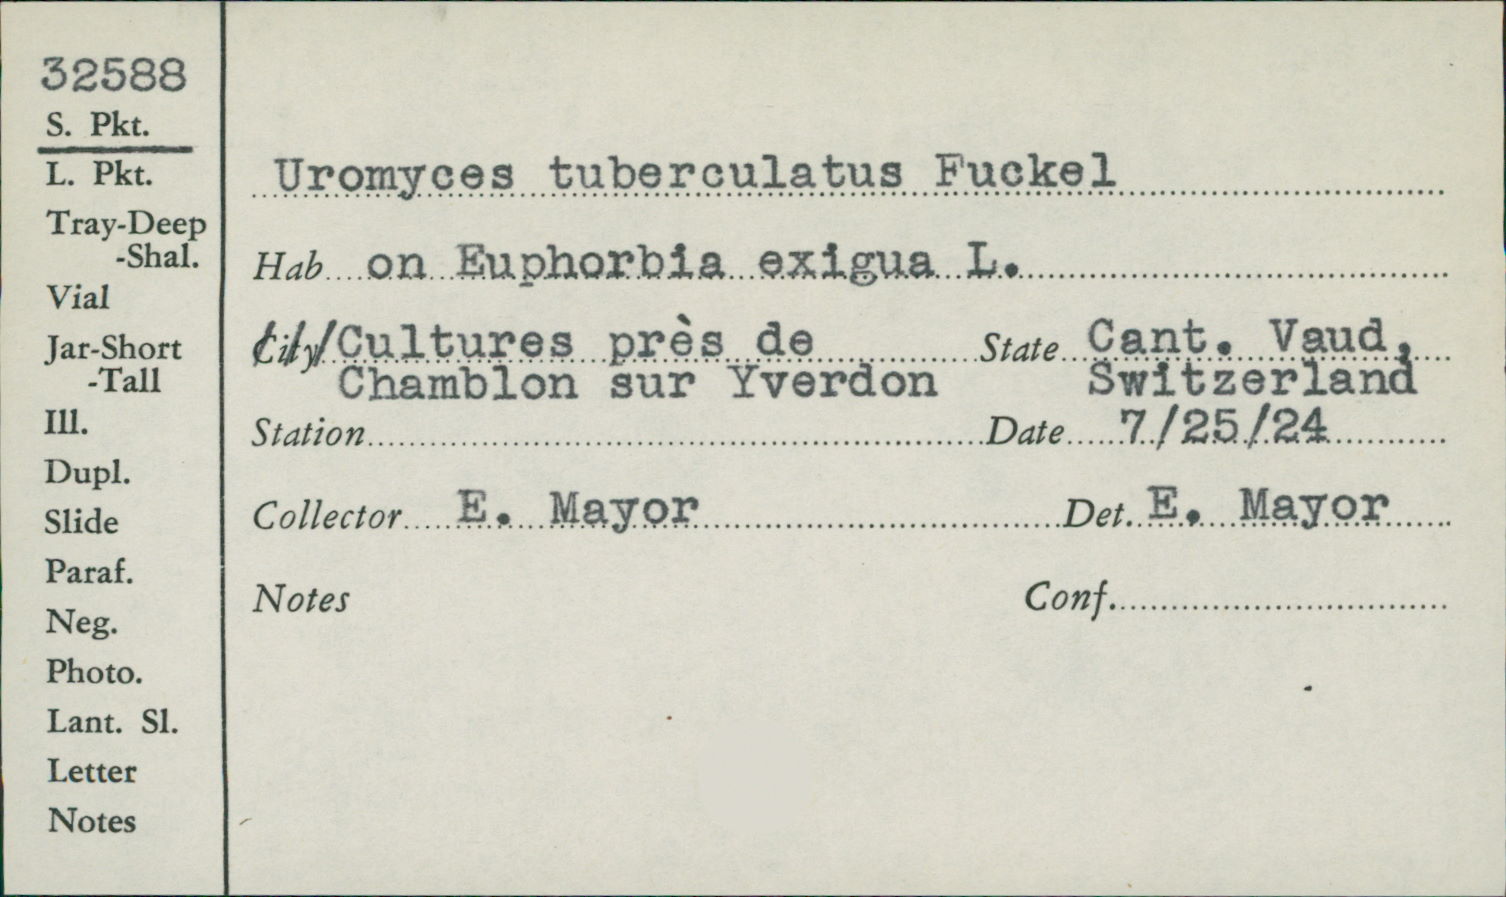 32588
S. Pkt.
L. Pkt.
Tray-Deep
-Shal.
Vial
Jar-Short
-Tall
Ill.
Dupl.
Slide
Paraf.
Neg.
Photo.
Lant. Sl.
Letter
Notes
Uromyces tuberculatus Fuckel
Hab on Euphorbia exigua L.
City Cultures près de State Cant. Vaud,
Chamblon sur Yverdon Switzerland
Station Date 7/25/24
Collector E. Mayor Det. E. Mayor
Notes Conf.